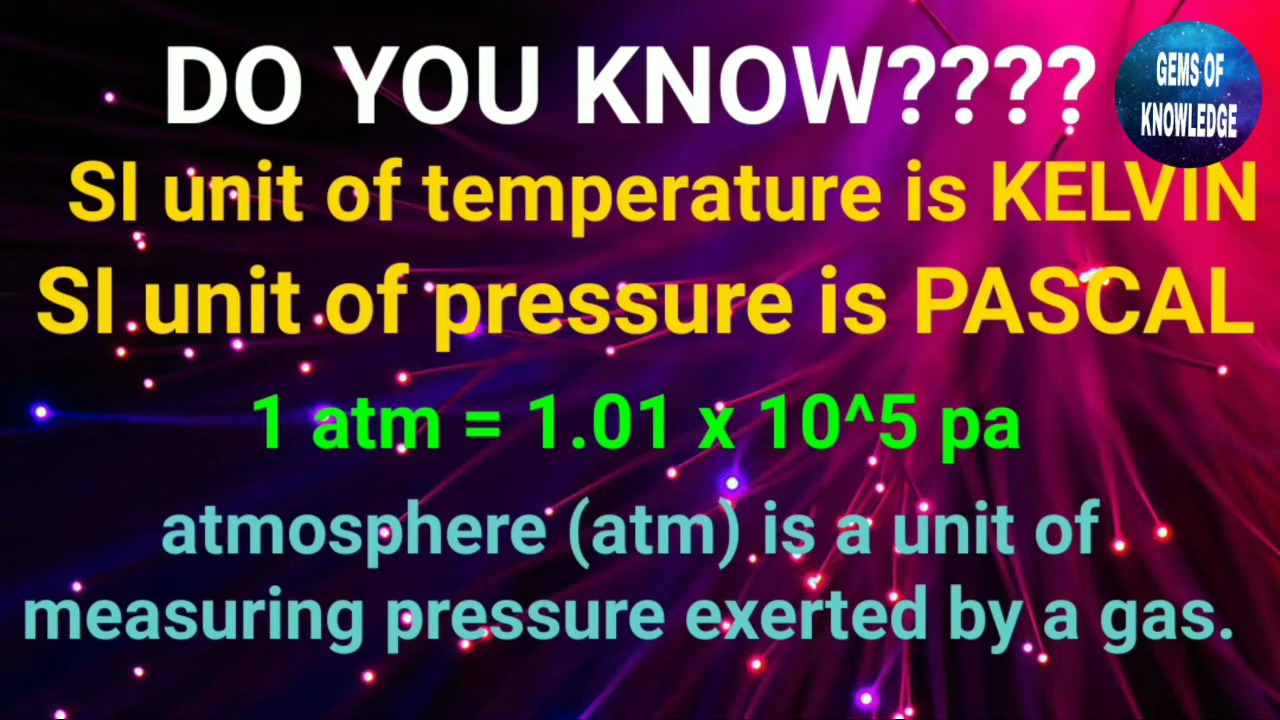 DO YOU KNOW????
GEMS OF
KNOWLEDGE
SI unit of temperature is KELVIN
SI unit of pressure is PASCAL
1 atm = 1.01 x 10^5 pa
atmosphere (atm) is a unit of
measuring pressure exerted by a gas.